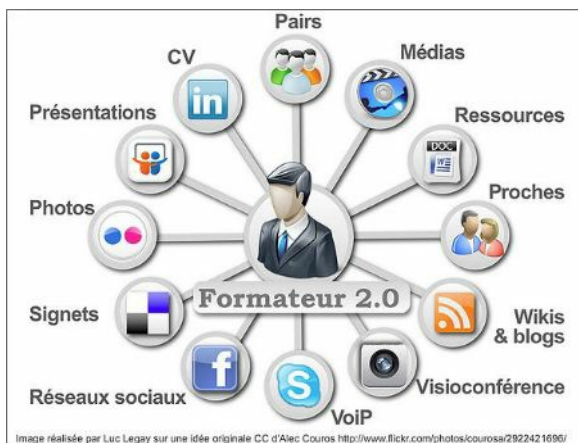 Pairs
CV
Médias
in
Présentations
Ressources
DOC
W
Photos
Proches
Formateur 2.0
Signets
Wikis
& blogs
f
S
Réseaux sociaux
Visioconférence
VoiP
Image réalisée par Luc Legay sur une idée originale CC d'Alec Couros http://www.flickr.com/photos/courosa/2922421696/